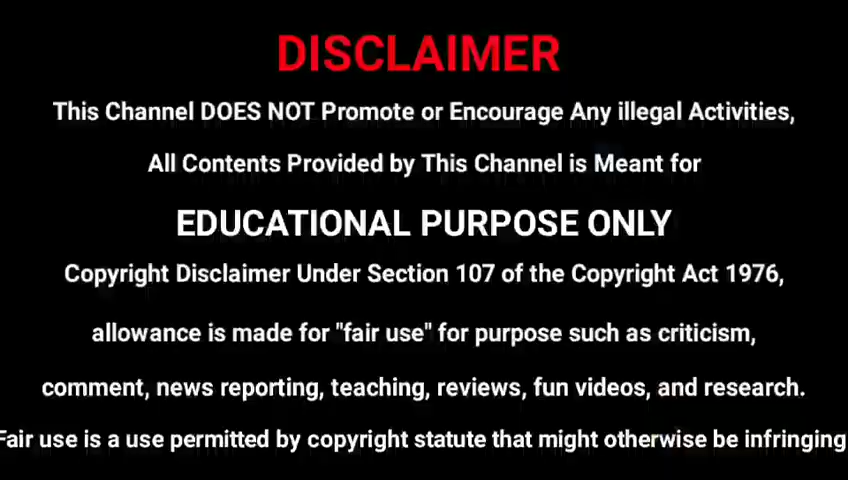 DISCLAIMER
This Channel DOES NOT Promote or Encourage Any illegal Activities,
All Contents Provided by This Channel is Meant for
EDUCATIONAL PURPOSE ONLY
Copyright Disclaimer Under Section 107 of the Copyright Act 1976,
allowance is made for "fair use" for purpose such as criticism,
comment, news reporting, teaching, reviews, fun videos, and research.
Fair use is a use permitted by copyright statute that might otherwise be infringing